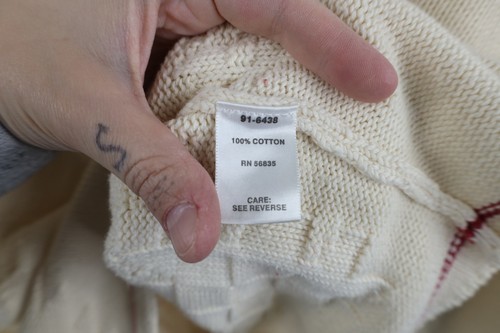 91-6435
100% COTTON
RN 56835
CARE:
SEE REVERSE